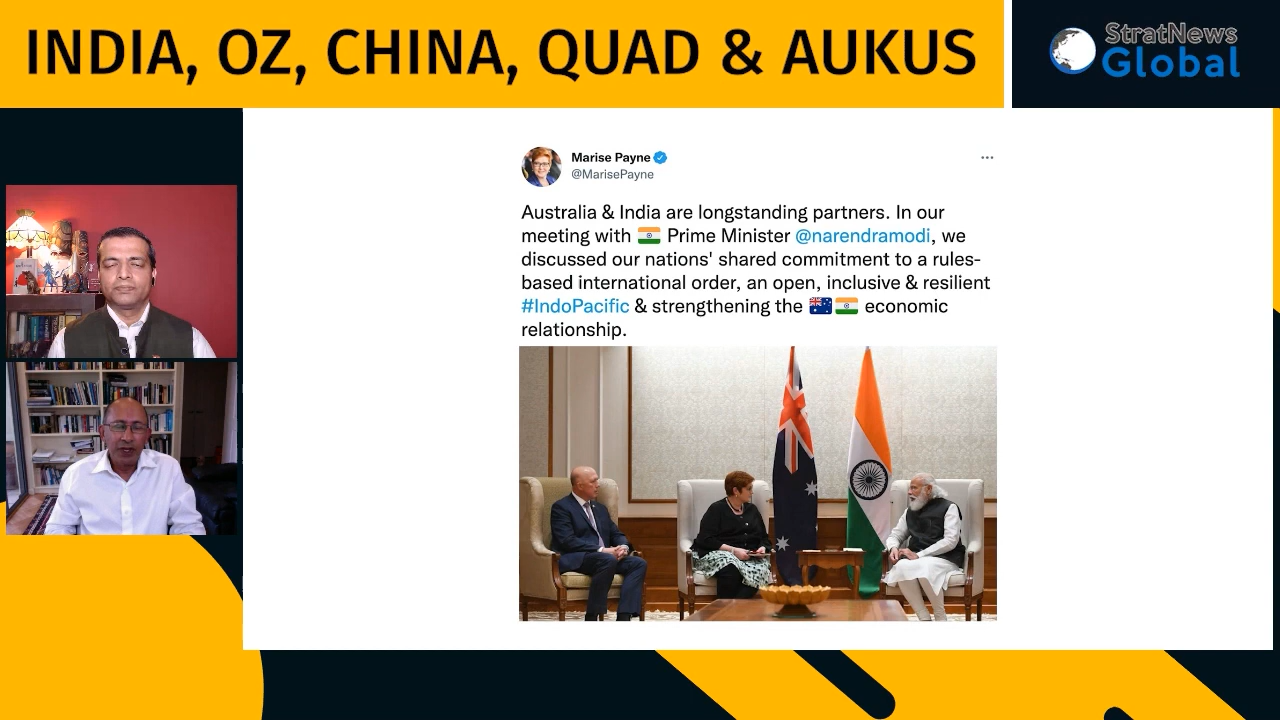 INDIA, OZ, CHINA, QUAD & AUKUS
StratNews
Global
Marise Payne
@MarisePayne
Australia & India are longstanding partners. In our
meeting with 🇮🇳 Prime Minister @narendramodi, we
discussed our nations' shared commitment to a rules-
based international order, an open, inclusive & resilient
#IndoPacific & strengthening the 🇦🇺🇮🇳 economic
relationship.